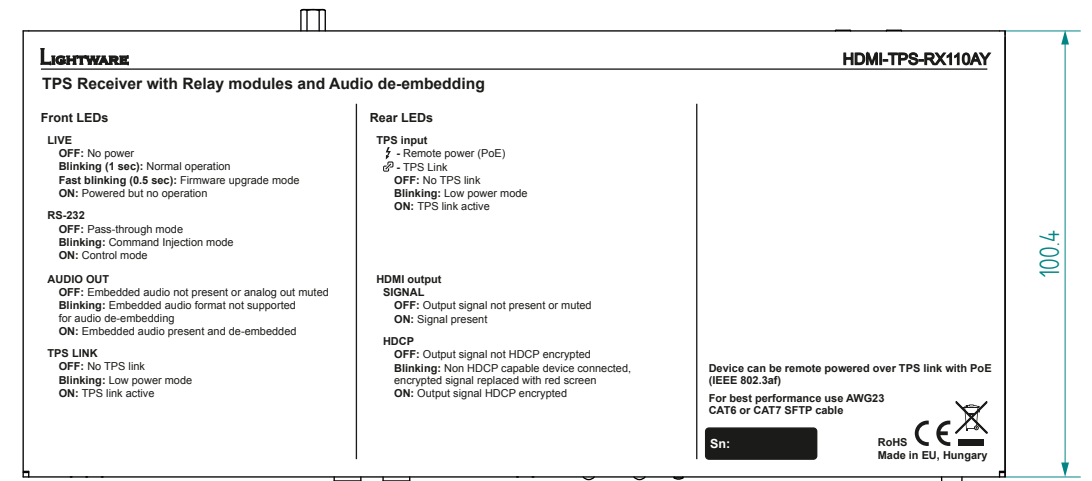 LIGHTWARE
HDMI-TPS-RX110AY
TPS Receiver with Relay modules and Audio de-embedding
Front LEDs
LIVE
OFF: No power
Blinking (1 sec): Normal operation
Fast blinking (0.5 sec): Firmware upgrade mode
ON: Powered but no operation
RS-232
OFF: Pass-through mode
Blinking: Command Injection mode
ON: Control mode
AUDIO OUT
OFF: Embedded audio not present or analog out muted
Blinking: Embedded audio format not supported
for audio de-embedding
ON: Embedded audio present and de-embedded
TPS LINK
OFF: No TPS link
Blinking: Low power mode
ON: TPS link active
Rear LEDs
TPS input
- Remote power (PoE)
- TPS Link
OFF: No TPS link
Blinking: Low power mode
ON: TPS link active
HDMI output
SIGNAL
OFF: Output signal not present or muted
ON: Signal present
HDCP
OFF: Output signal not HDCP encrypted
Blinking: Non HDCP capable device connected,
encrypted signal replaced with red screen
ON: Output signal HDCP encrypted
Device can be remote powered over TPS link with PoE
(IEEE 802.3af)
For best performance use AWG23
CAT6 or CAT7 SFTP cable
Sn:
RoHS CE
Made in EU, Hungary
100.4